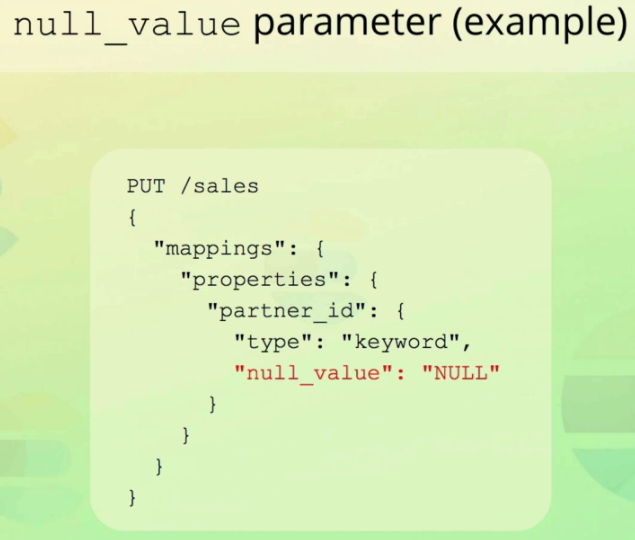 null_value parameter (example)
PUT /sales
{
  "mappings": {
    "properties": {
      "partner_id": {
        "type": "keyword",
        "null_value": "NULL"
      }
    }
  }
}